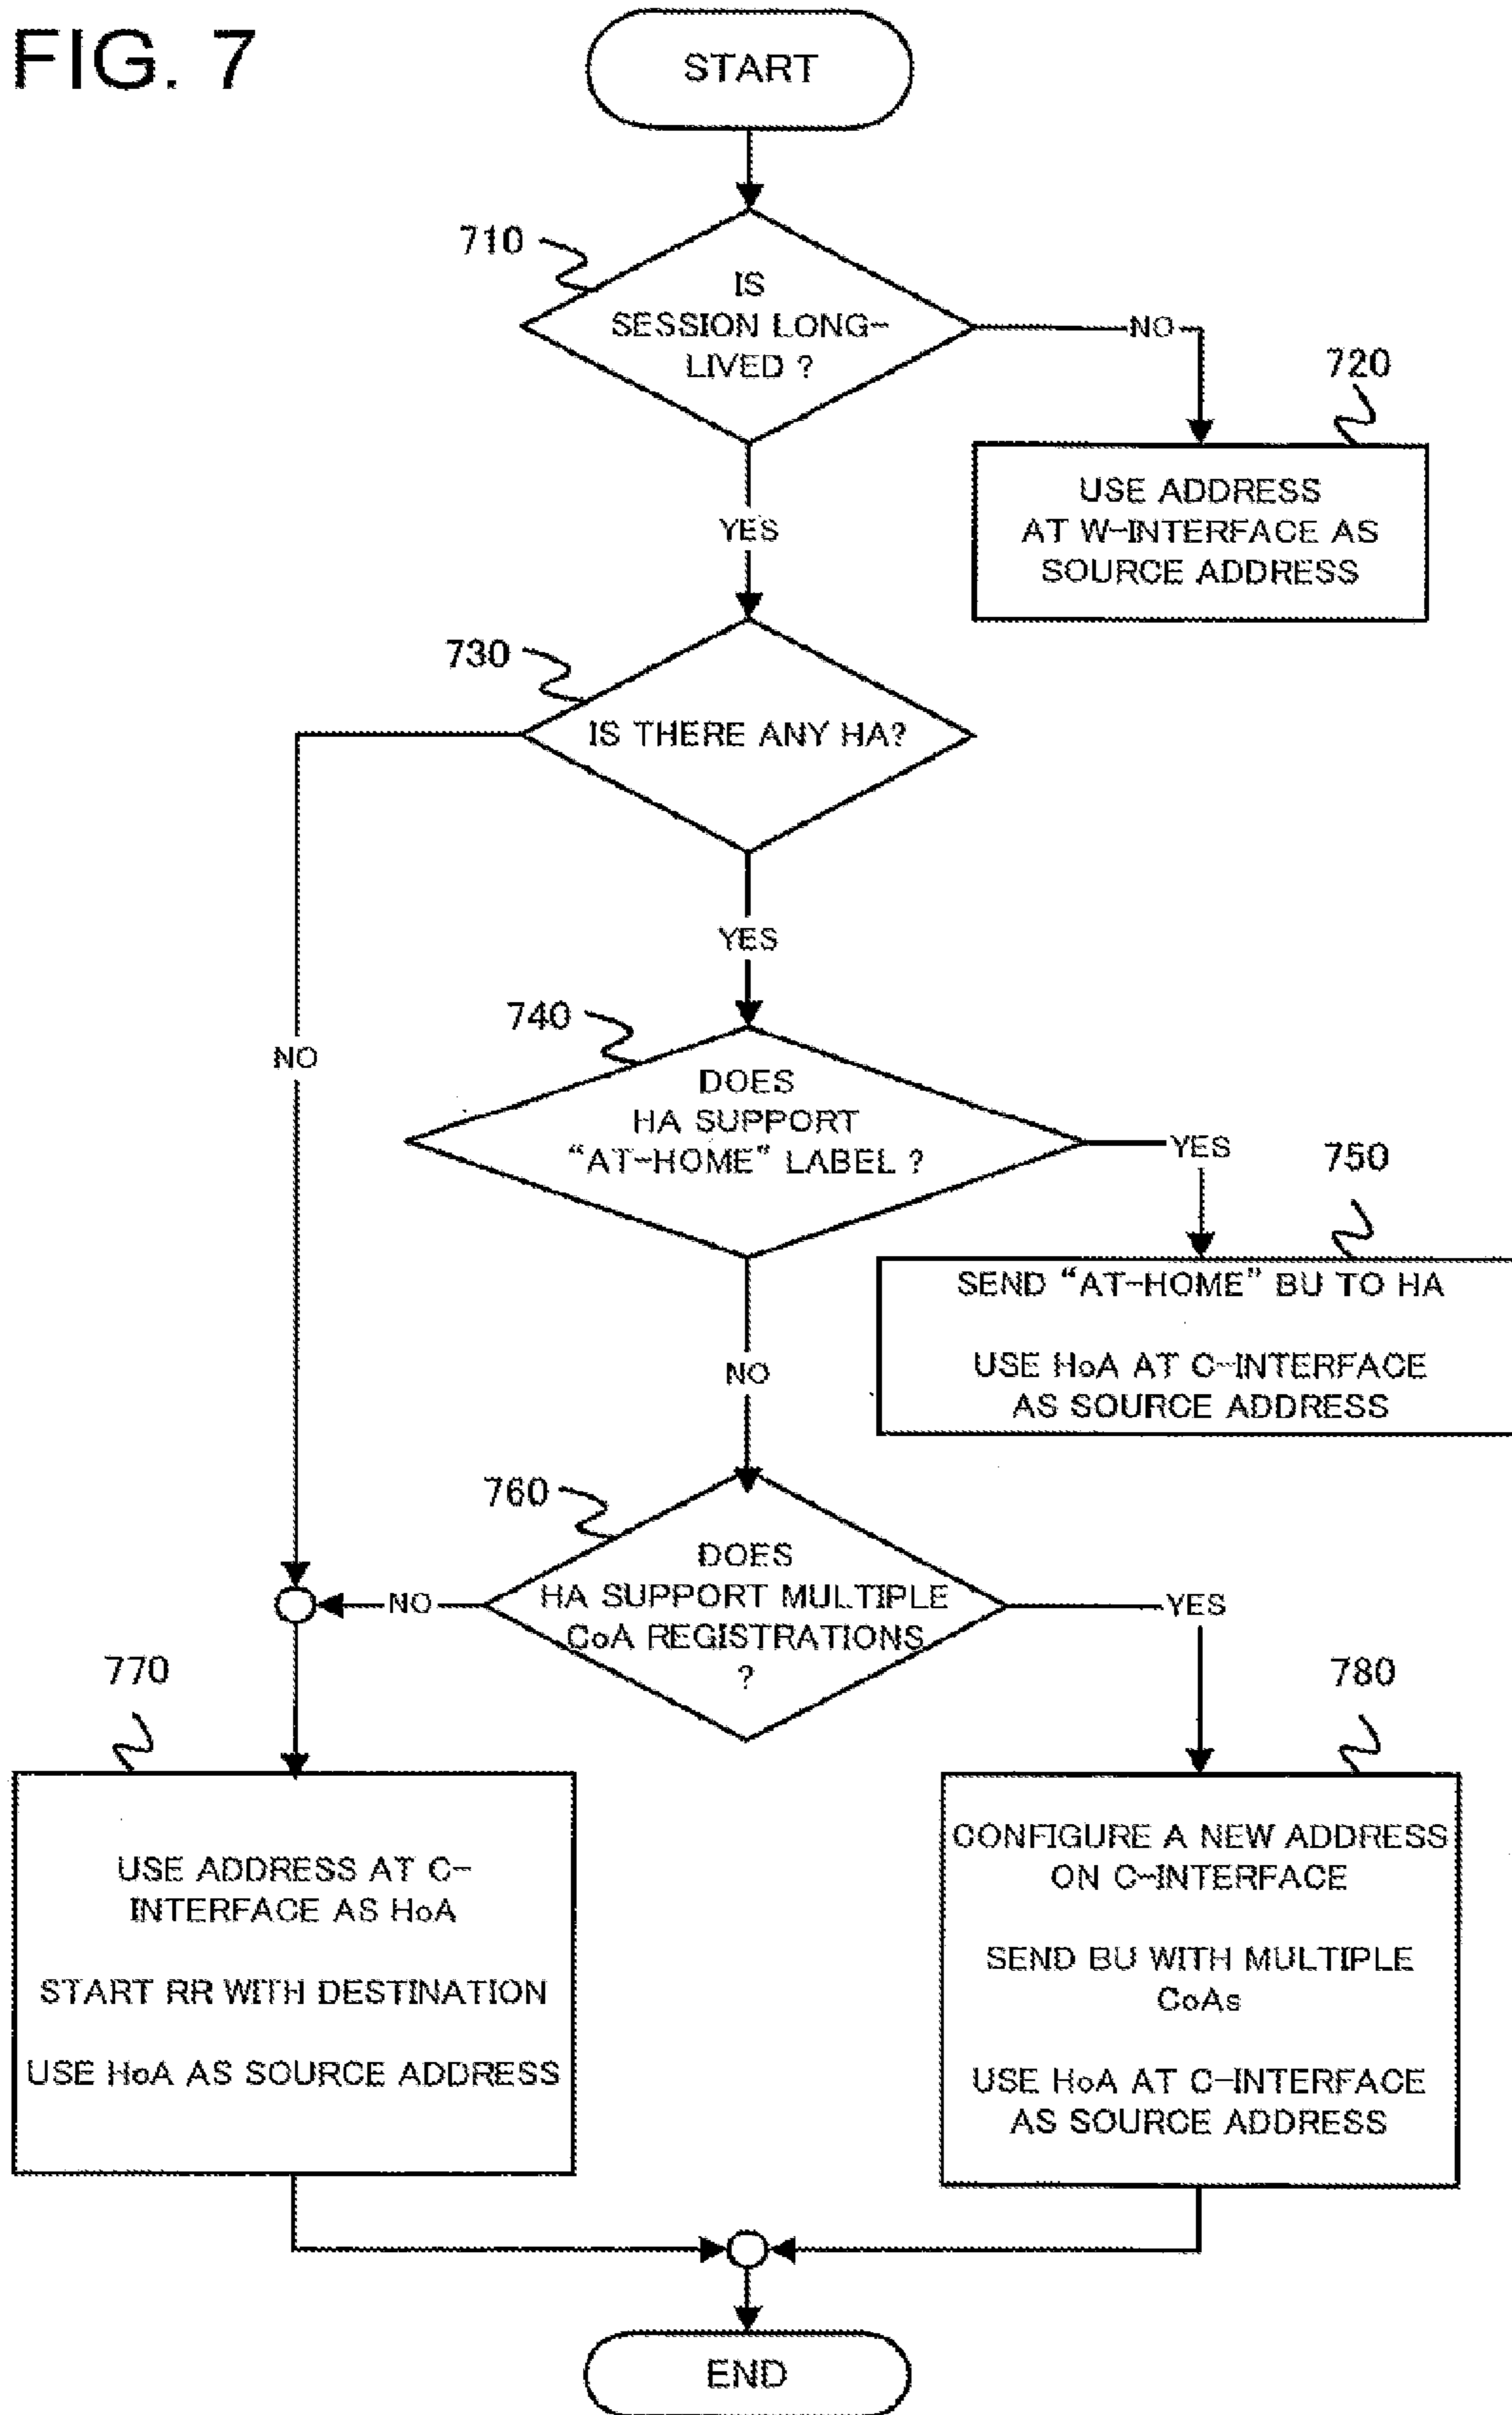 FIG. 7
START
710
IS
SESSION LONG-
LIVED ?
NO
720
USE ADDRESS
AT W-INTERFACE AS
SOURCE ADDRESS
YES
730
IS THERE ANY HA?
YES
NO
740
DOES
HA SUPPORT
“AT-HOME” LABEL ?
YES
750
SEND “AT-HOME” BU TO HA
USE HoA AT C-INTERFACE
AS SOURCE ADDRESS
NO
760
DOES
HA SUPPORT MULTIPLE
CoA REGISTRATIONS
?
NO
YES
770
USE ADDRESS AT C-
INTERFACE AS HoA
START RR WITH DESTINATION
USE HoA AS SOURCE ADDRESS
780
CONFIGURE A NEW ADDRESS
ON C-INTERFACE
SEND BU WITH MULTIPLE
CoAs
USE HoA AT C-INTERFACE
AS SOURCE ADDRESS
END